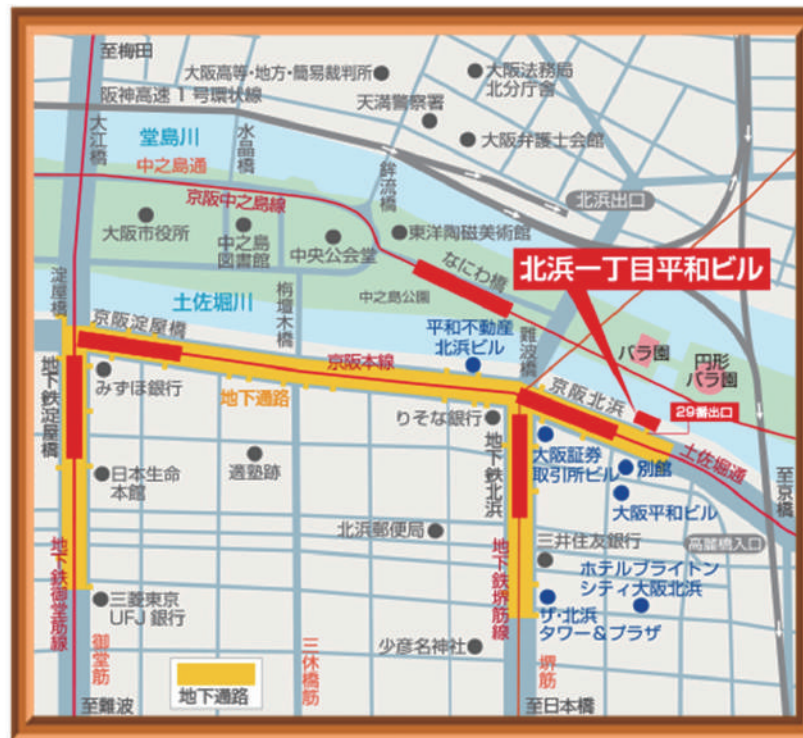 至梅田
大阪高等・地方・簡易裁判所
大阪法務局
北分庁舎
阪神高速1号環状線
天満警察署
大江橋
堂島川
水晶橋
大阪弁護士会館
中之島通
鉾流橋
京阪中之島線
北浜出口
大阪市役所
中之島
図書館
中央公会堂
東洋陶磁美術館
なにわ橋
北浜一丁目平和ビル
淀屋橋
土佐堀川
栴壇木橋
中之島公園
難波橋
京阪淀屋橋
平和不動産
北浜ビル
バラ園
円形
バラ園
京阪本線
地下鉄淀屋橋
みずほ銀行
地下通路
京阪北浜
29番出口
りそな銀行
地下鉄北浜
大阪証券
取引所ビル
別館
土佐堀通
日本生命
本館
適塾跡
大阪平和ビル
至京橋
北浜郵便局
三井住友銀行
高麗橋入口
地下鉄御堂筋線
地下鉄堺筋線
ホテルブライトン
シティ大阪北浜
三菱東京
UFJ銀行
ザ・北浜
タワー&プラザ
御堂筋
三休橋筋
少彦名神社
堺筋
地下通路
至難波
至日本橋